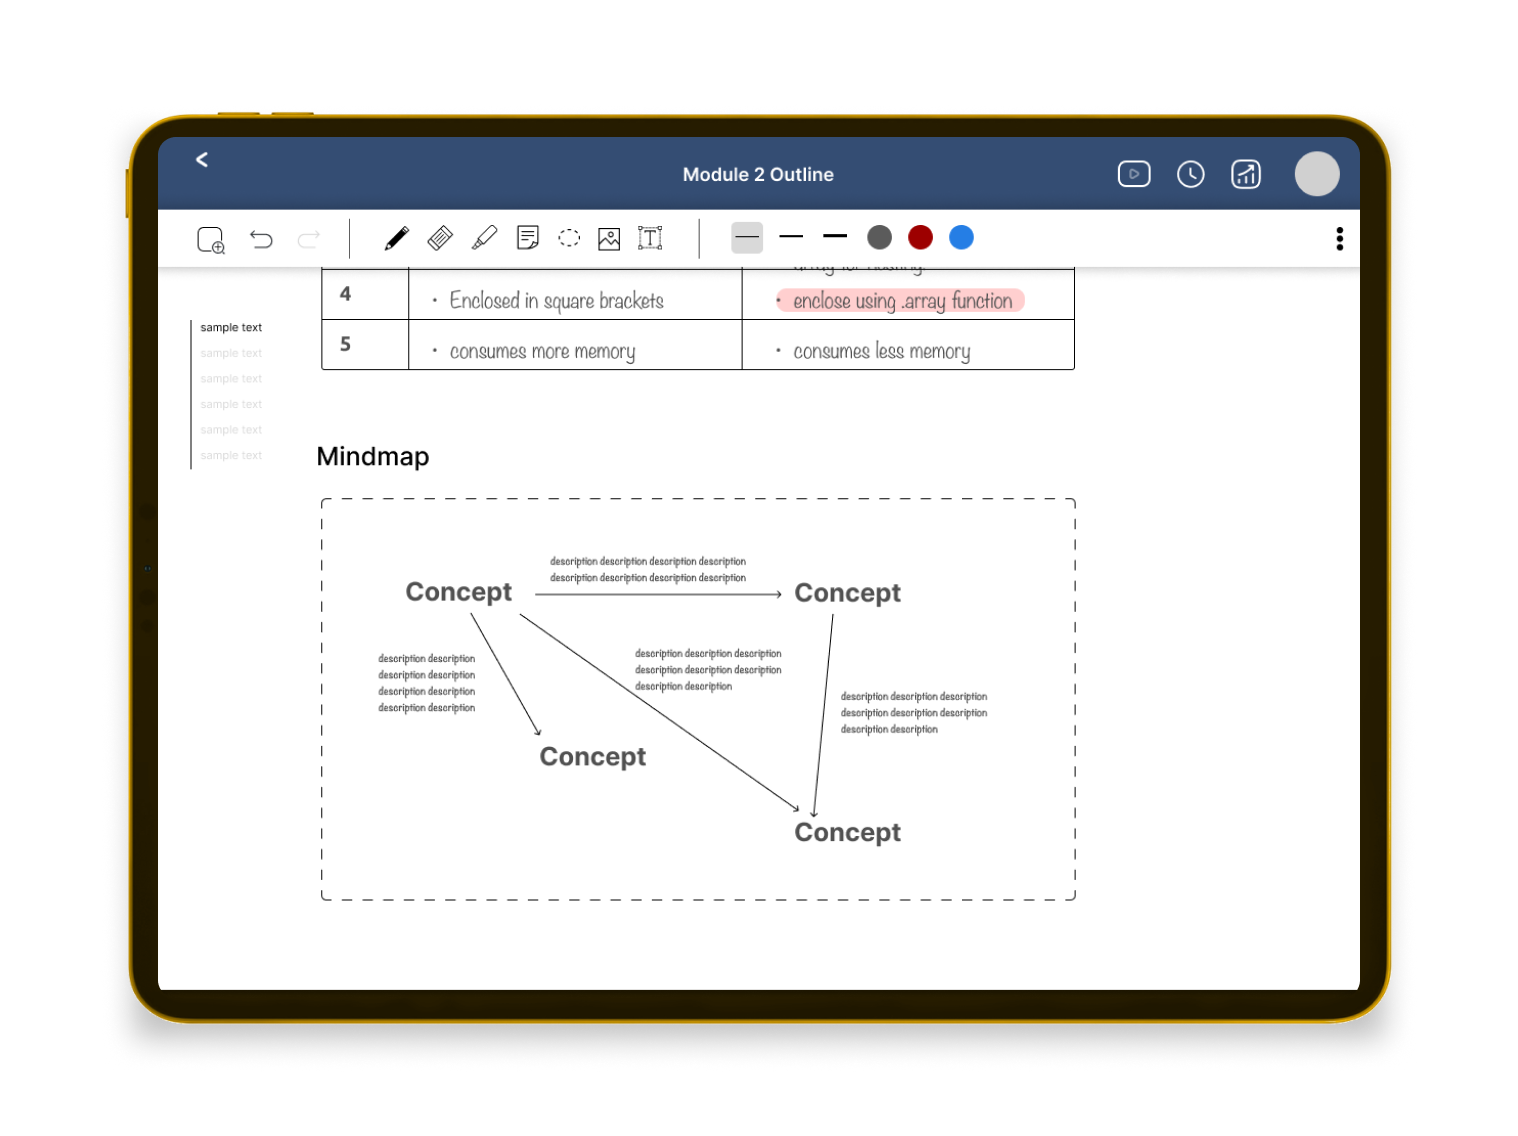 <
Module 2 Outline
T
array for hosting.
4
• Enclosed in square brackets
• enclose using .array function
5
• consumes more memory
• consumes less memory
sample text
sample text
sample text
sample text
sample text
sample text
Mindmap
description description description description
description description description description
Concept
Concept
description description
description description
description description
description description
description description description
description description description
description description
description description description
description description description
description description
Concept
Concept